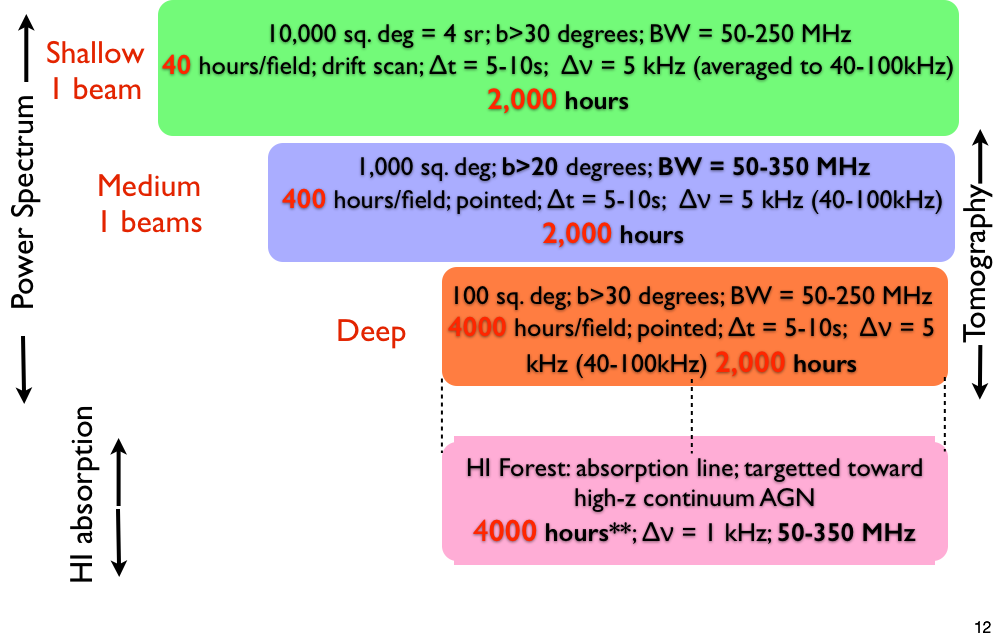 Shallow
1 beam
10,000 sq. deg = 4 sr; b>30 degrees; BW = 50-250 MHz
40 hours/field; drift scan; Δt = 5-10s; Δν = 5 kHz (averaged to 40-100kHz)
2,000 hours
Power Spectrum
Medium
1 beams
1,000 sq. deg; b>20 degrees; BW = 50-350 MHz
400 hours/field; pointed; Δt = 5-10s; Δν = 5 kHz (40-100kHz)
2,000 hours
Tomography
Deep
100 sq. deg; b>30 degrees; BW = 50-250 MHz
4000 hours/field; pointed; Δt = 5-10s; Δν = 5
kHz (40-100kHz) 2,000 hours
HI absorption
HI Forest: absorption line; targetted toward
high-z continuum AGN
4000 hours**; Δν = 1 kHz; 50-350 MHz
12